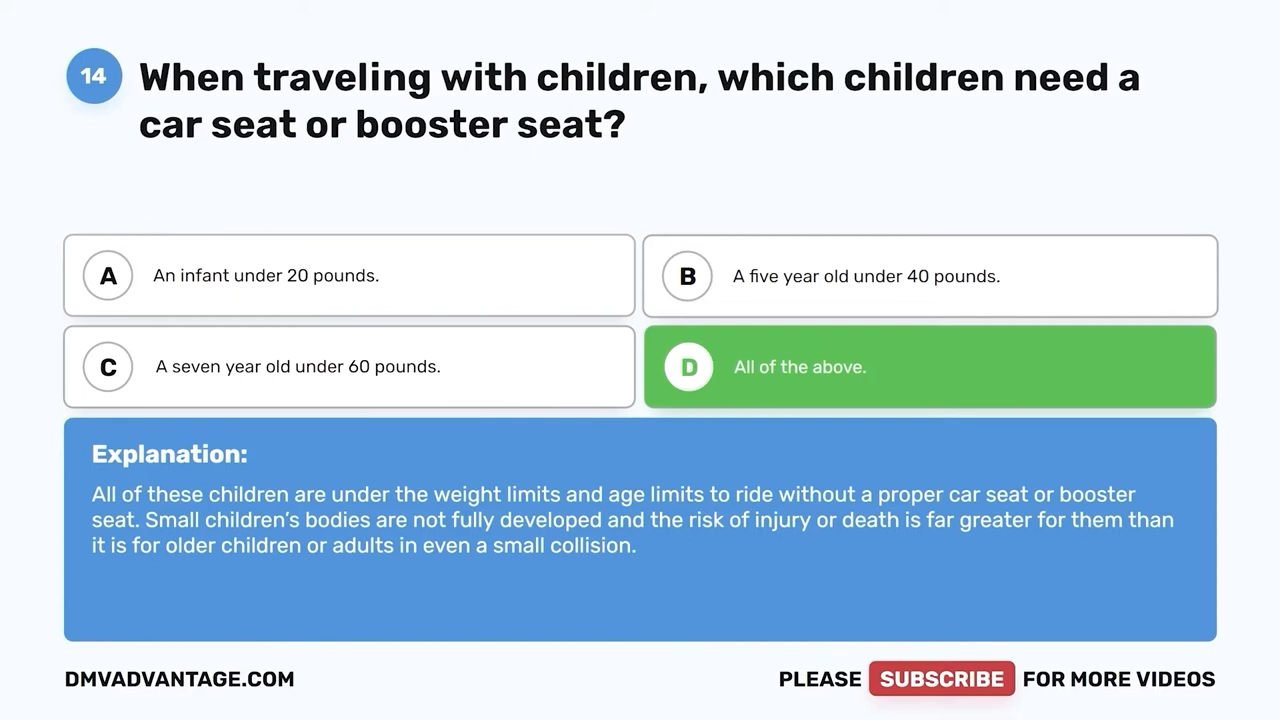 14
When traveling with children, which children need a
car seat or booster seat?
A
An infant under 20 pounds.
B
A five year old under 40 pounds.
C
A seven year old under 60 pounds.
D
All of the above.
Explanation:
All of these children are under the weight limits and age limits to ride without a proper car seat or booster
seat. Small children’s bodies are not fully developed and the risk of injury or death is far greater for them than
it is for older children or adults in even a small collision.
DMVADVANTAGE.COM
PLEASE SUBSCRIBE FOR MORE VIDEOS